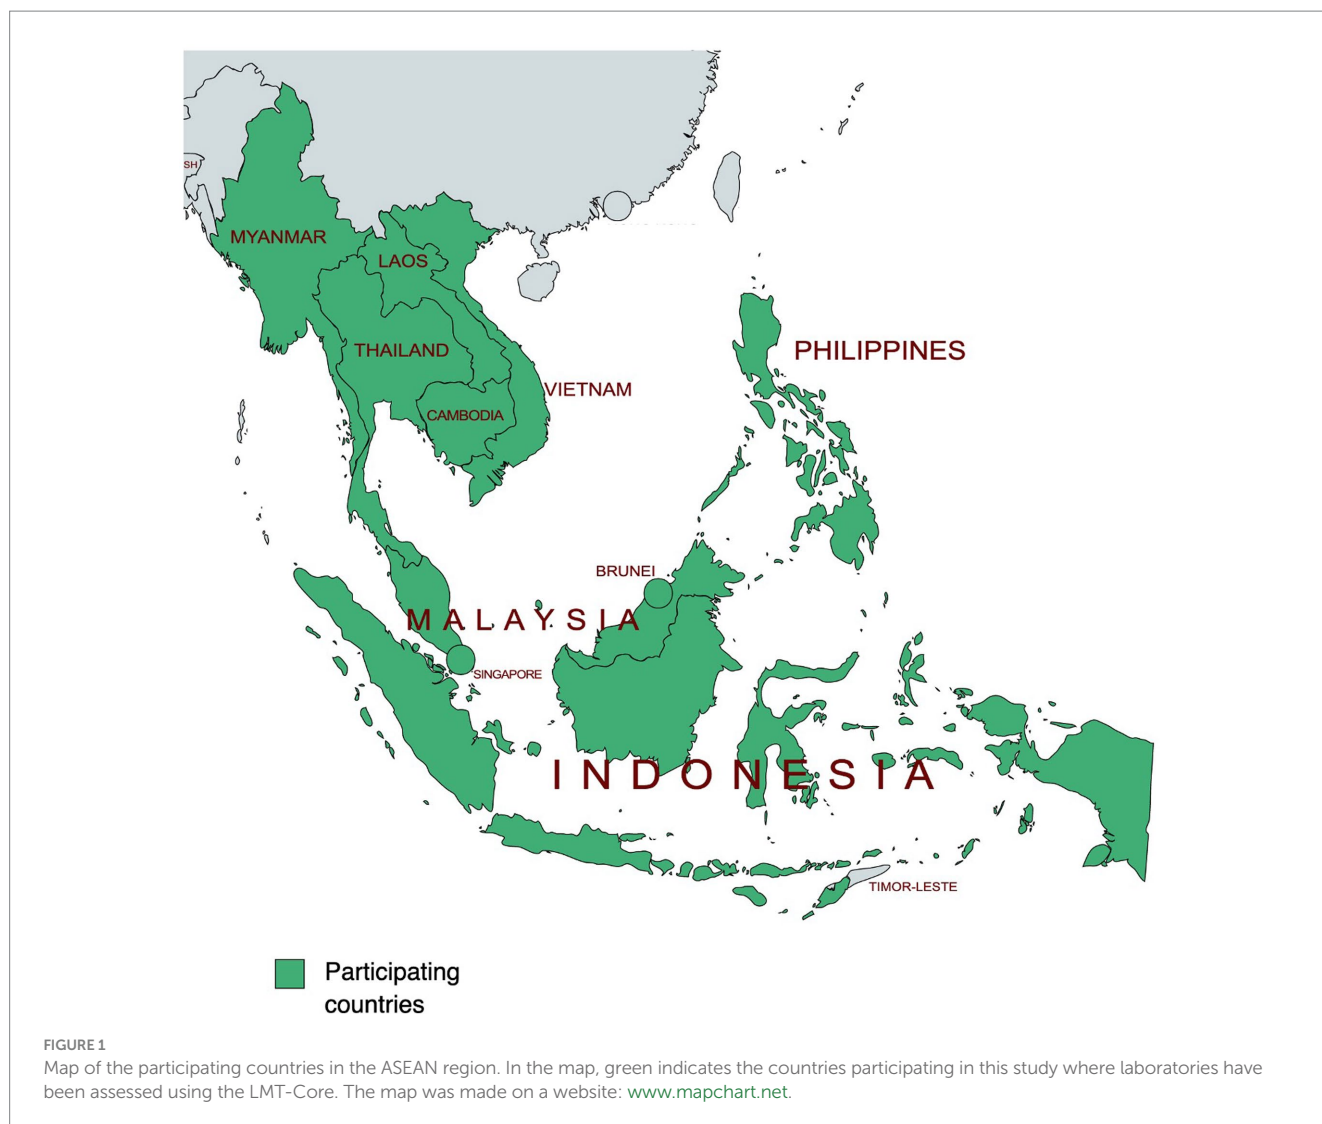 SH
MYANMAR
LAOS
THAILAND
PHILIPPINES
VIETNAM
CAMBODIA
BRUNEI
MALAYSIA
SINGAPORE
INDONESIA
TIMOR-LESTE
Participating
countries
FIGURE 1
Map of the participating countries in the ASEAN region. In the map, green indicates the countries participating in this study where laboratories have
been assessed using the LMT-Core. The map was made on a website: www.mapchart.net.